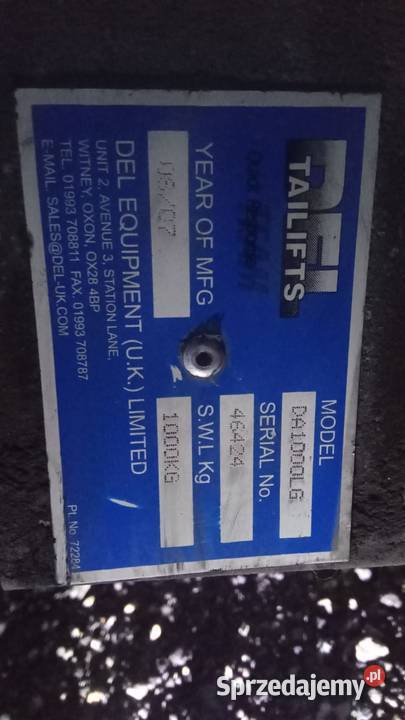 DEL
TAILIFTS
MODEL
DA1000LG
SERIAL No.
46424
YEAR OF MFG
S.W.L Kg
1000KG
DEL EQUIPMENT (U.K.) LIMITED
UNIT 2, AVENUE 3, STATION LANE,
WITNEY, OXON, OX28 4BP
TEL. 01993 708811 FAX. 01993 708787
E-MAIL SALES@DEL-UK.COM
Pt. No. 72284
Sprzedajemy.pl